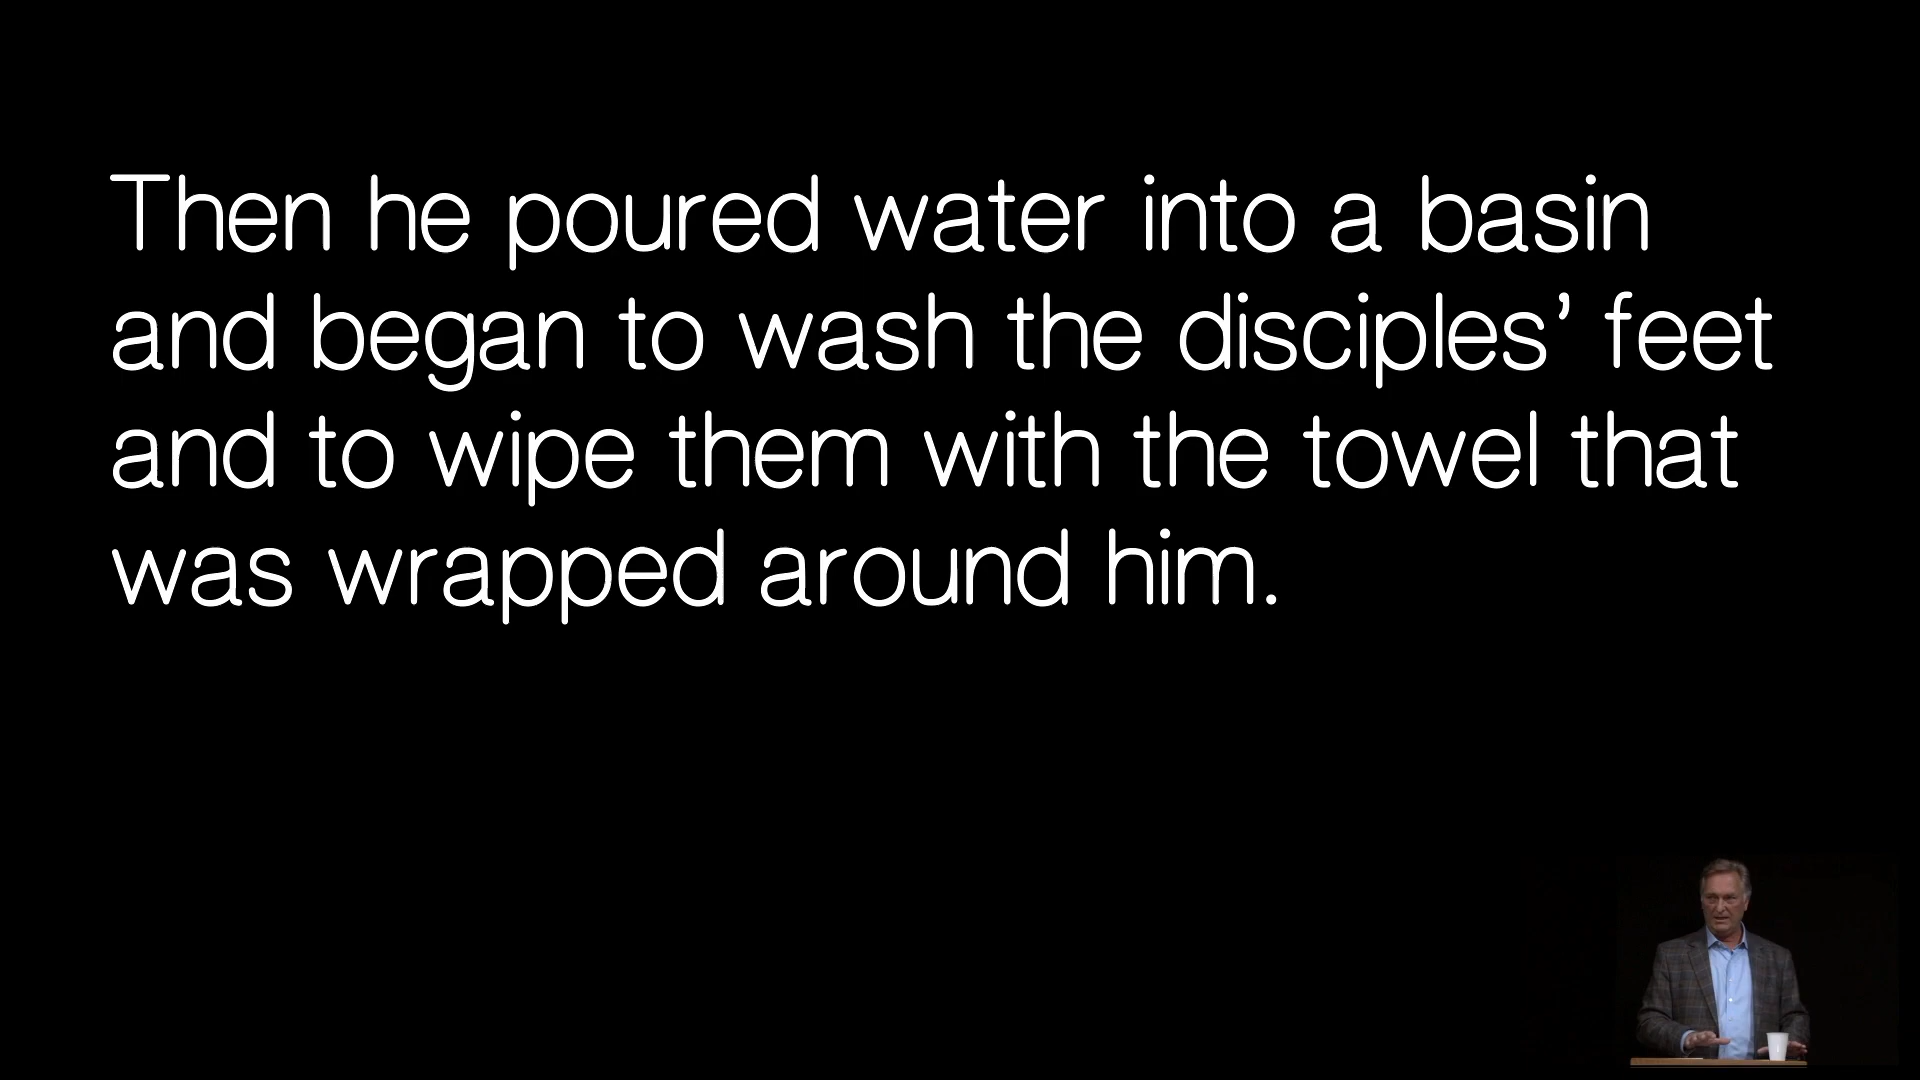 Then he poured water into a basin
and began to wash the disciples’ feet
and to wipe them with the towel that
was wrapped around him.